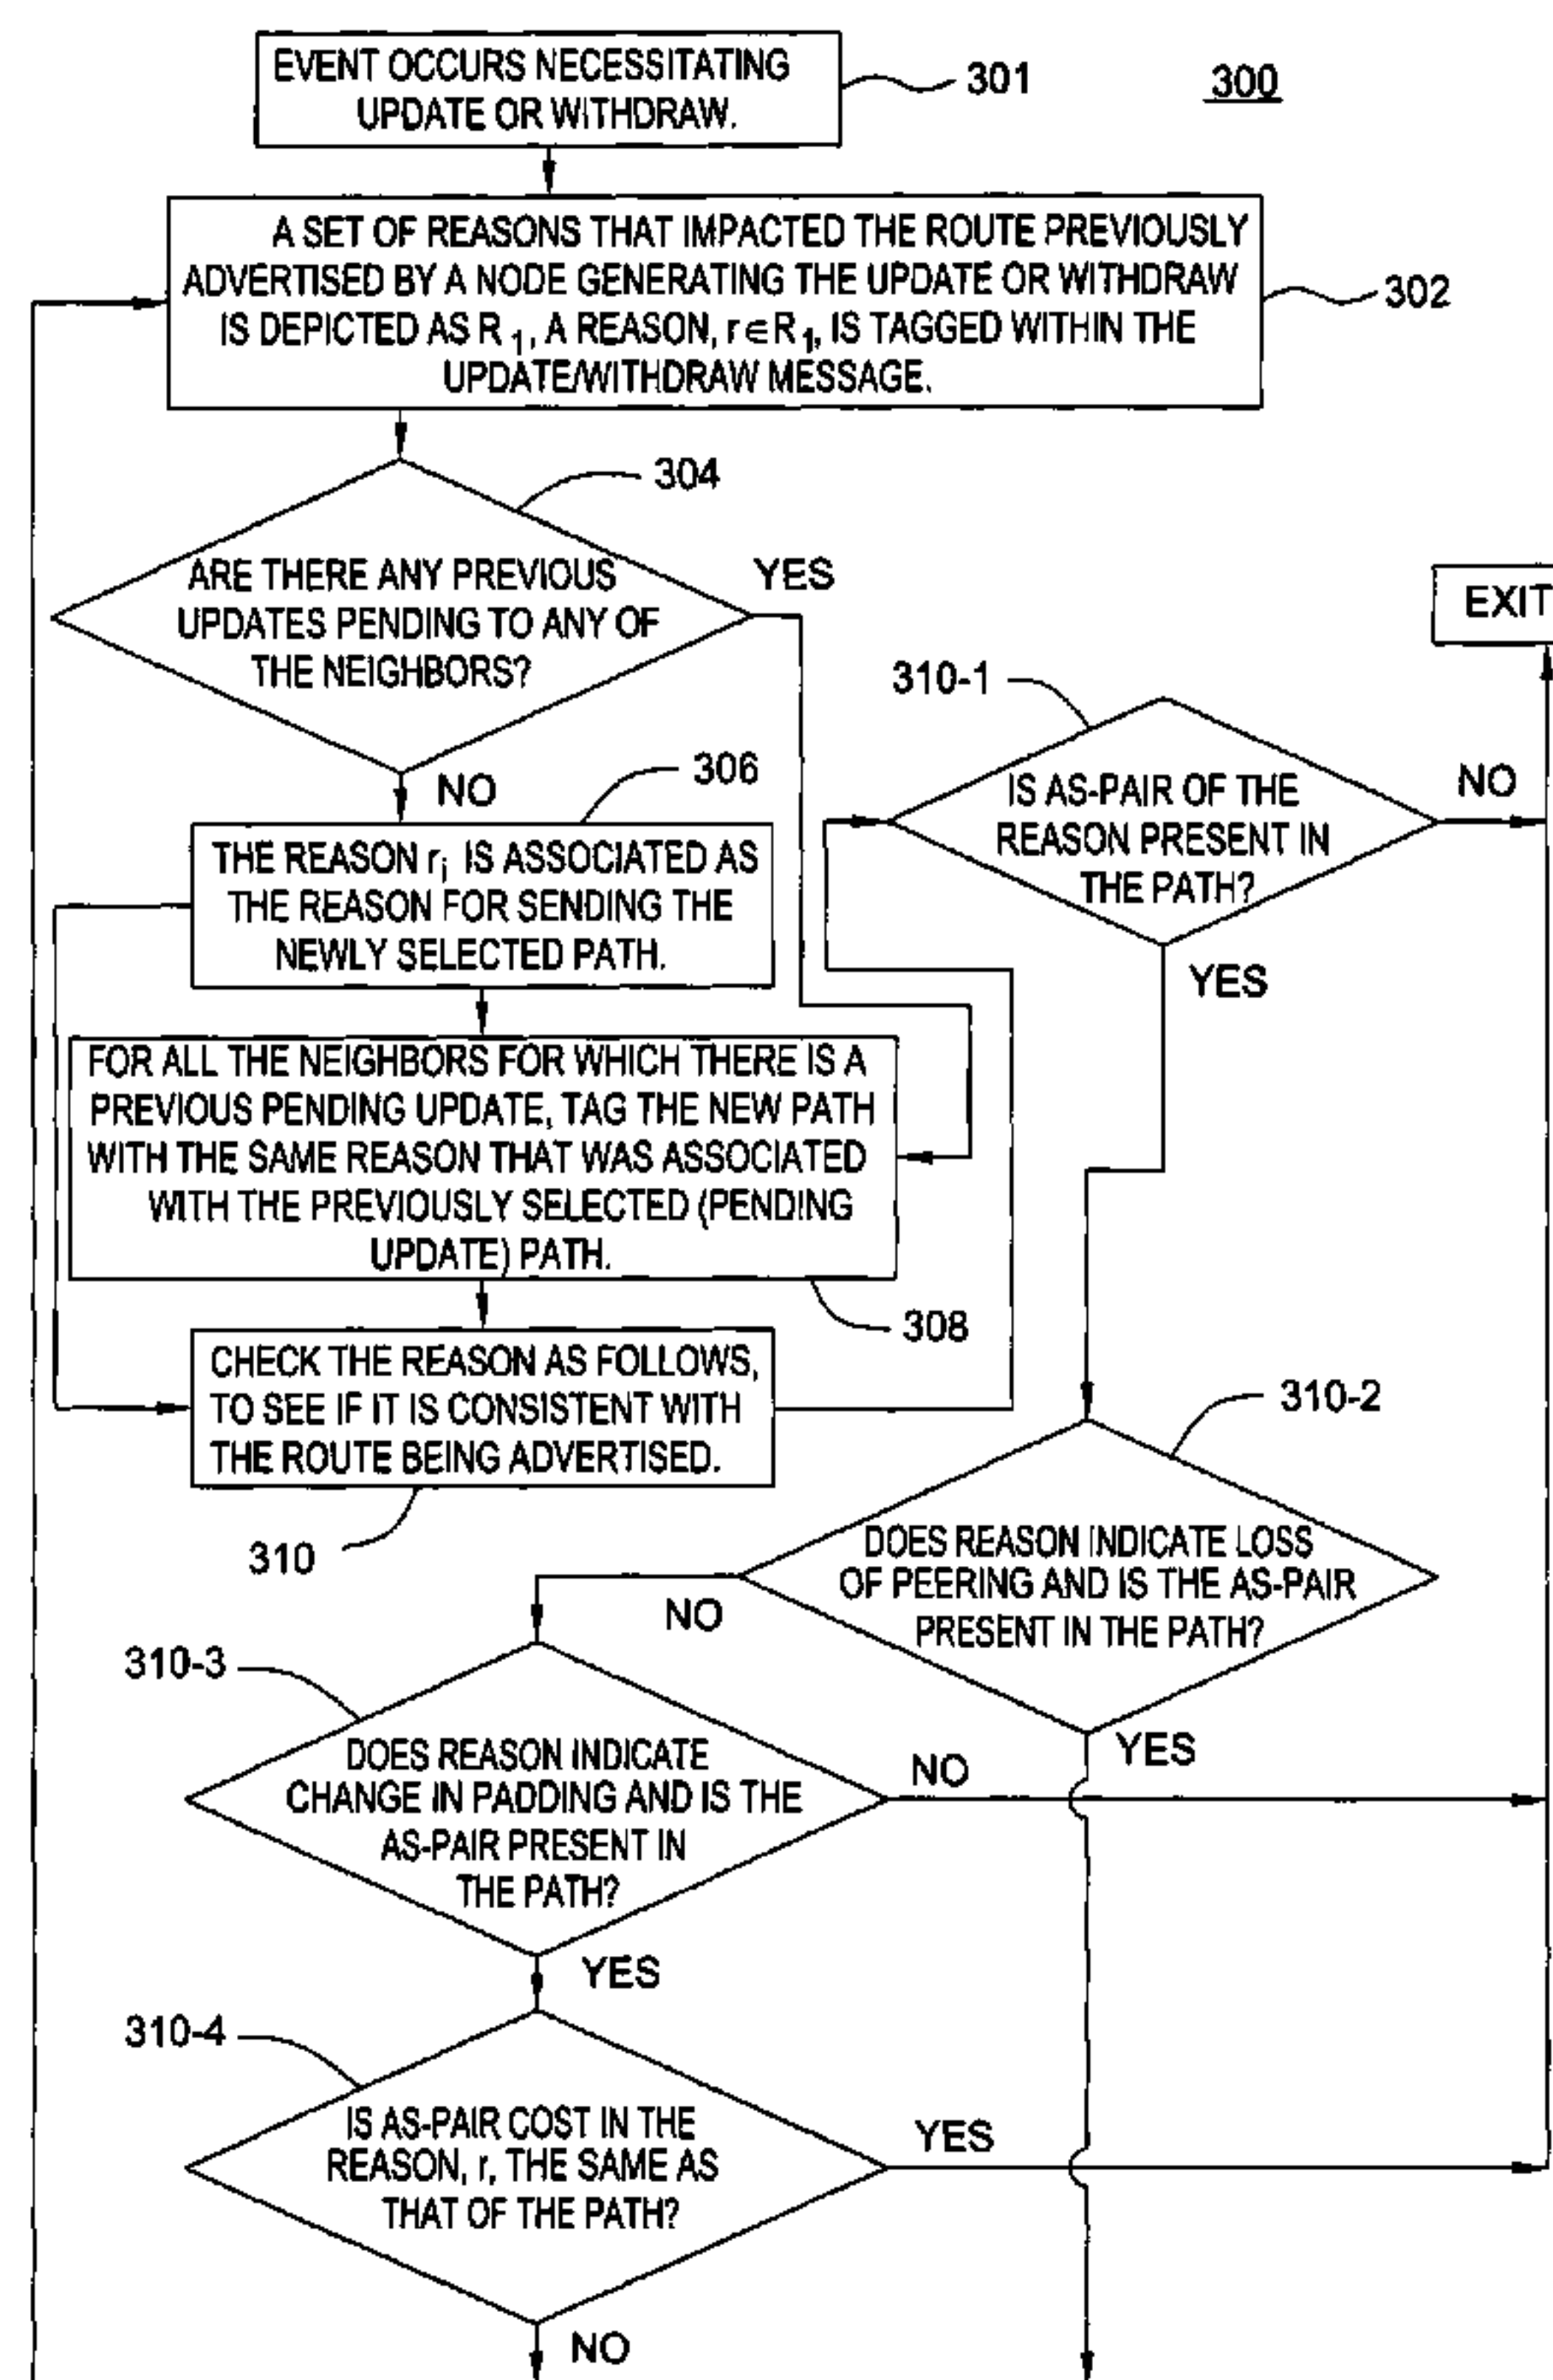 EVENT OCCURS NECESSITATING
UPDATE OR WITHDRAW.
301
300
A SET OF REASONS THAT IMPACTED THE ROUTE PREVIOUSLY
ADVERTISED BY A NODE GENERATING THE UPDATE OR WITHDRAW
IS DEPICTED AS R 1, A REASON, r∈R1, IS TAGGED WITHIN THE
UPDATE/WITHDRAW MESSAGE.
302
304
ARE THERE ANY PREVIOUS
UPDATES PENDING TO ANY OF
THE NEIGHBORS?
YES
EXIT
310-1
IS AS-PAIR OF THE
REASON PRESENT IN
THE PATH?
NO
YES
NO
306
THE REASON ri IS ASSOCIATED AS
THE REASON FOR SENDING THE
NEWLY SELECTED PATH.
FOR ALL THE NEIGHBORS FOR WHICH THERE IS A
PREVIOUS PENDING UPDATE, TAG THE NEW PATH
WITH THE SAME REASON THAT WAS ASSOCIATED
WITH THE PREVIOUSLY SELECTED (PENDING
UPDATE) PATH.
308
CHECK THE REASON AS FOLLOWS,
TO SEE IF IT IS CONSISTENT WITH
THE ROUTE BEING ADVERTISED.
310
310-2
DOES REASON INDICATE LOSS
OF PEERING AND IS THE AS-PAIR
PRESENT IN THE PATH?
NO
YES
310-3
DOES REASON INDICATE
CHANGE IN PADDING AND IS THE
AS-PAIR PRESENT IN
THE PATH?
NO
YES
310-4
IS AS-PAIR COST IN THE
REASON, r, THE SAME AS
THAT OF THE PATH?
YES
NO